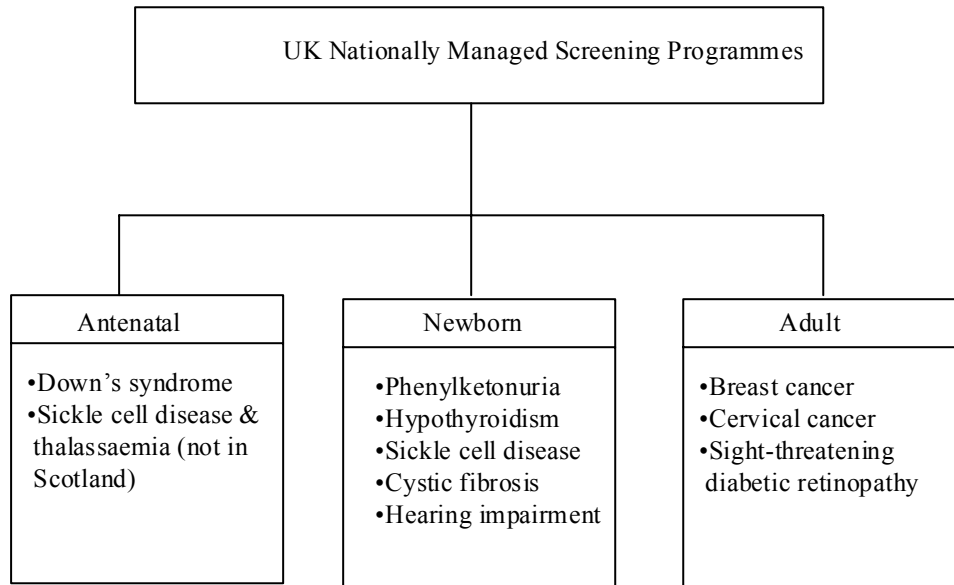 UK Nationally Managed Screening Programmes
Antenatal
•Down’s syndrome
•Sickle cell disease &
thalassaemia (not in
Scotland)
Newborn
•Phenylketonuria
•Hypothyroidism
•Sickle cell disease
•Cystic fibrosis
•Hearing impairment
Adult
•Breast cancer
•Cervical cancer
•Sight-threatening
diabetic retinopathy